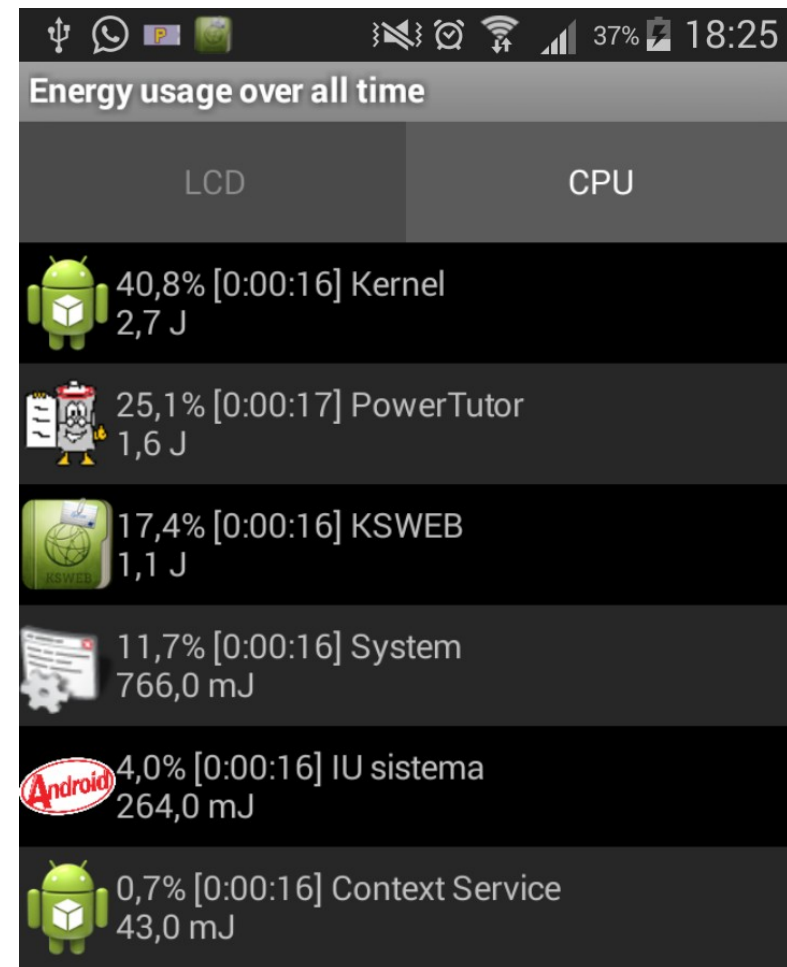 37% 18:25
Energy usage over all time
LCD CPU
40,8% [0:00:16] Kernel
2,7 J
25,1% [0:00:17] PowerTutor
1,6 J
KSWEB
17,4% [0:00:16] KSWEB
1,1 J
11,7% [0:00:16] System
766,0 mJ
Android
4,0% [0:00:16] IU sistema
264,0 mJ
0,7% [0:00:16] Context Service
43,0 mJ